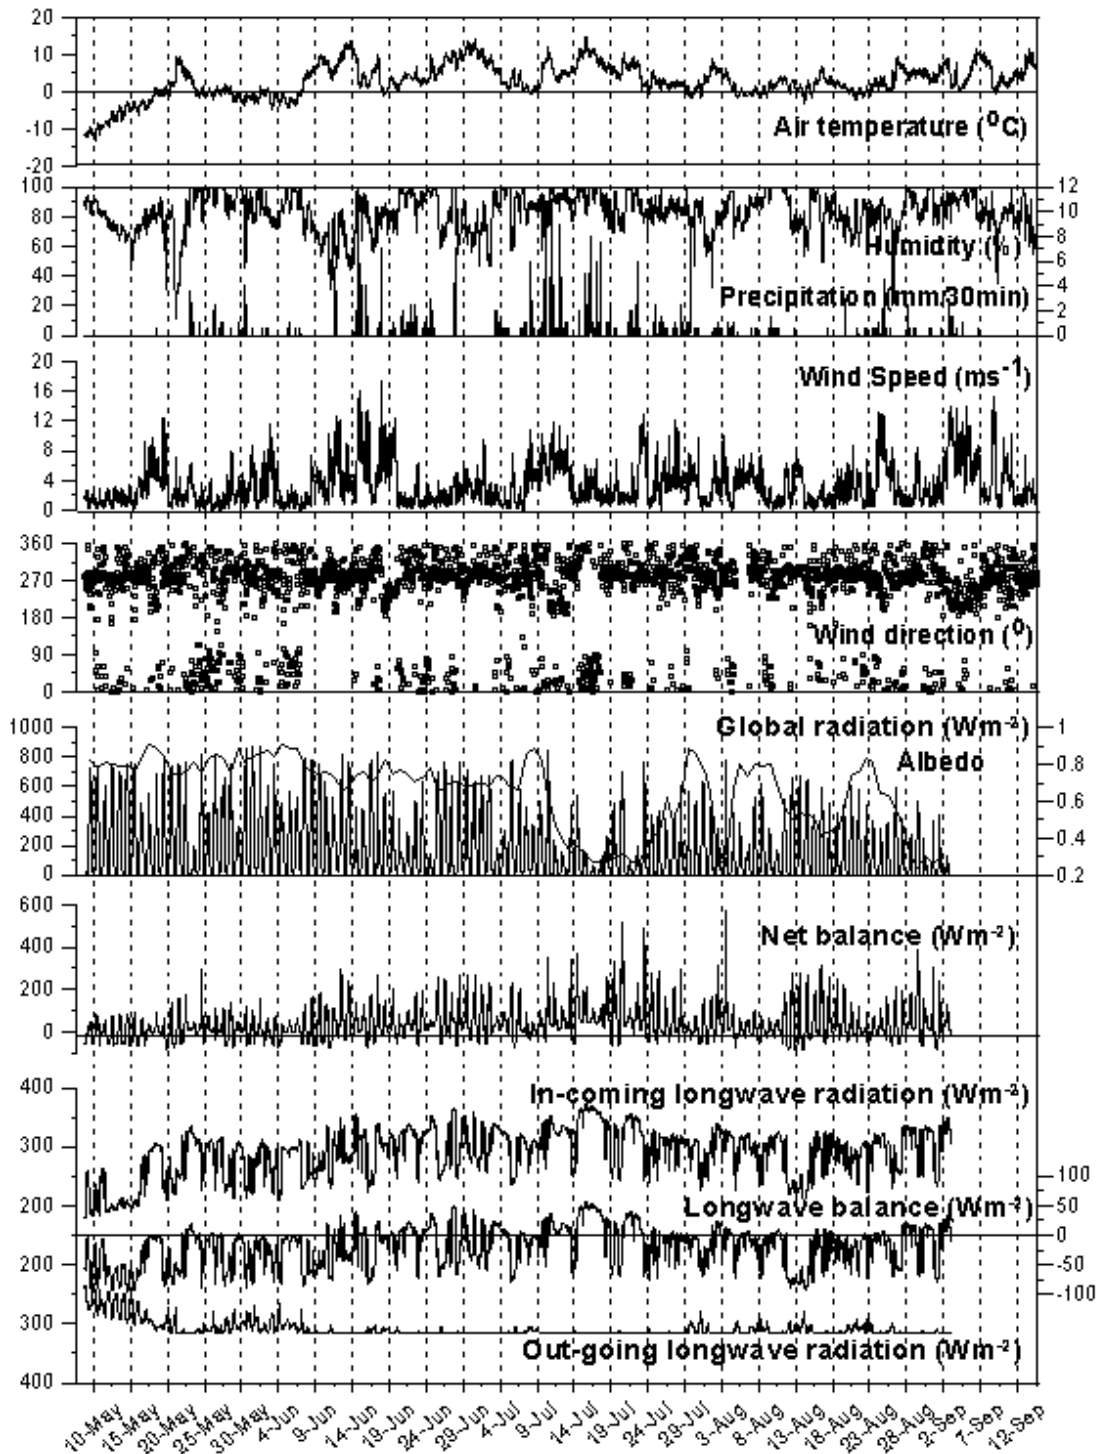 20
10
0
-10
-20
Air temperature (⁰C)
100
80
60
40
20
0
12
10
8
6
4
2
0
Humidity (%)
Precipitation (mm/30min)
20
16
12
8
4
0
Wind Speed (ms⁻¹)
360
270
180
90
0
Wind direction (⁰)
1000
800
600
400
200
0
Global radiation (Wm⁻²)
Albedo
1
0.8
0.6
0.4
0.2
600
400
200
0
Net balance (Wm⁻²)
400
300
200
In-coming longwave radiation (Wm⁻²)
100
50
0
-50
-100
Longwave balance (Wm⁻²)
200
300
400
Out-going longwave radiation (Wm⁻²)
10-May
15-May
20-May
25-May
30-May
4-Jun
9-Jun
14-Jun
19-Jun
24-Jun
29-Jun
4-Jul
9-Jul
14-Jul
19-Jul
24-Jul
29-Jul
3-Aug
8-Aug
13-Aug
18-Aug
23-Aug
28-Aug
2-Sep
7-Sep
12-Sep